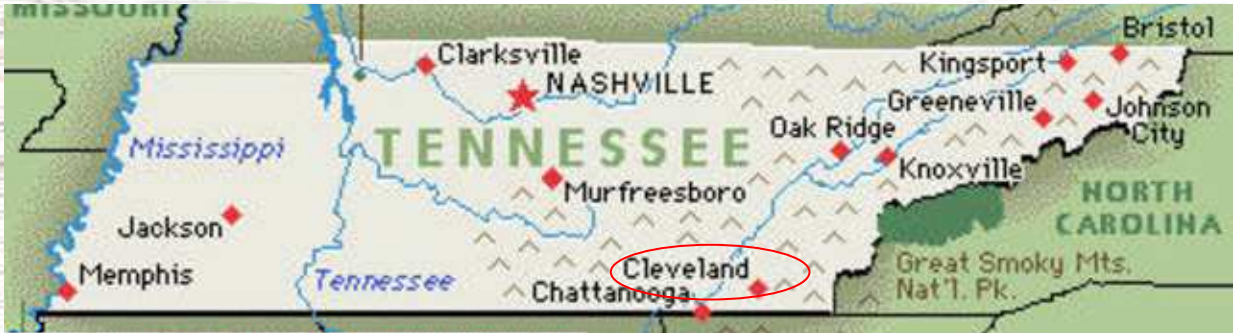 MISSOURI
Bristol
Clarksville
Kingsport
NASHVILLE
Greeneville
Johnson
City
Oak Ridge
TENNESSEE
Mississippi
Knoxville
Murfreesboro
NORTH
CAROLINA
Jackson
Memphis
Tennessee
Cleveland
Chattanooga
Great Smoky Mts.
Nat'l. Pk.